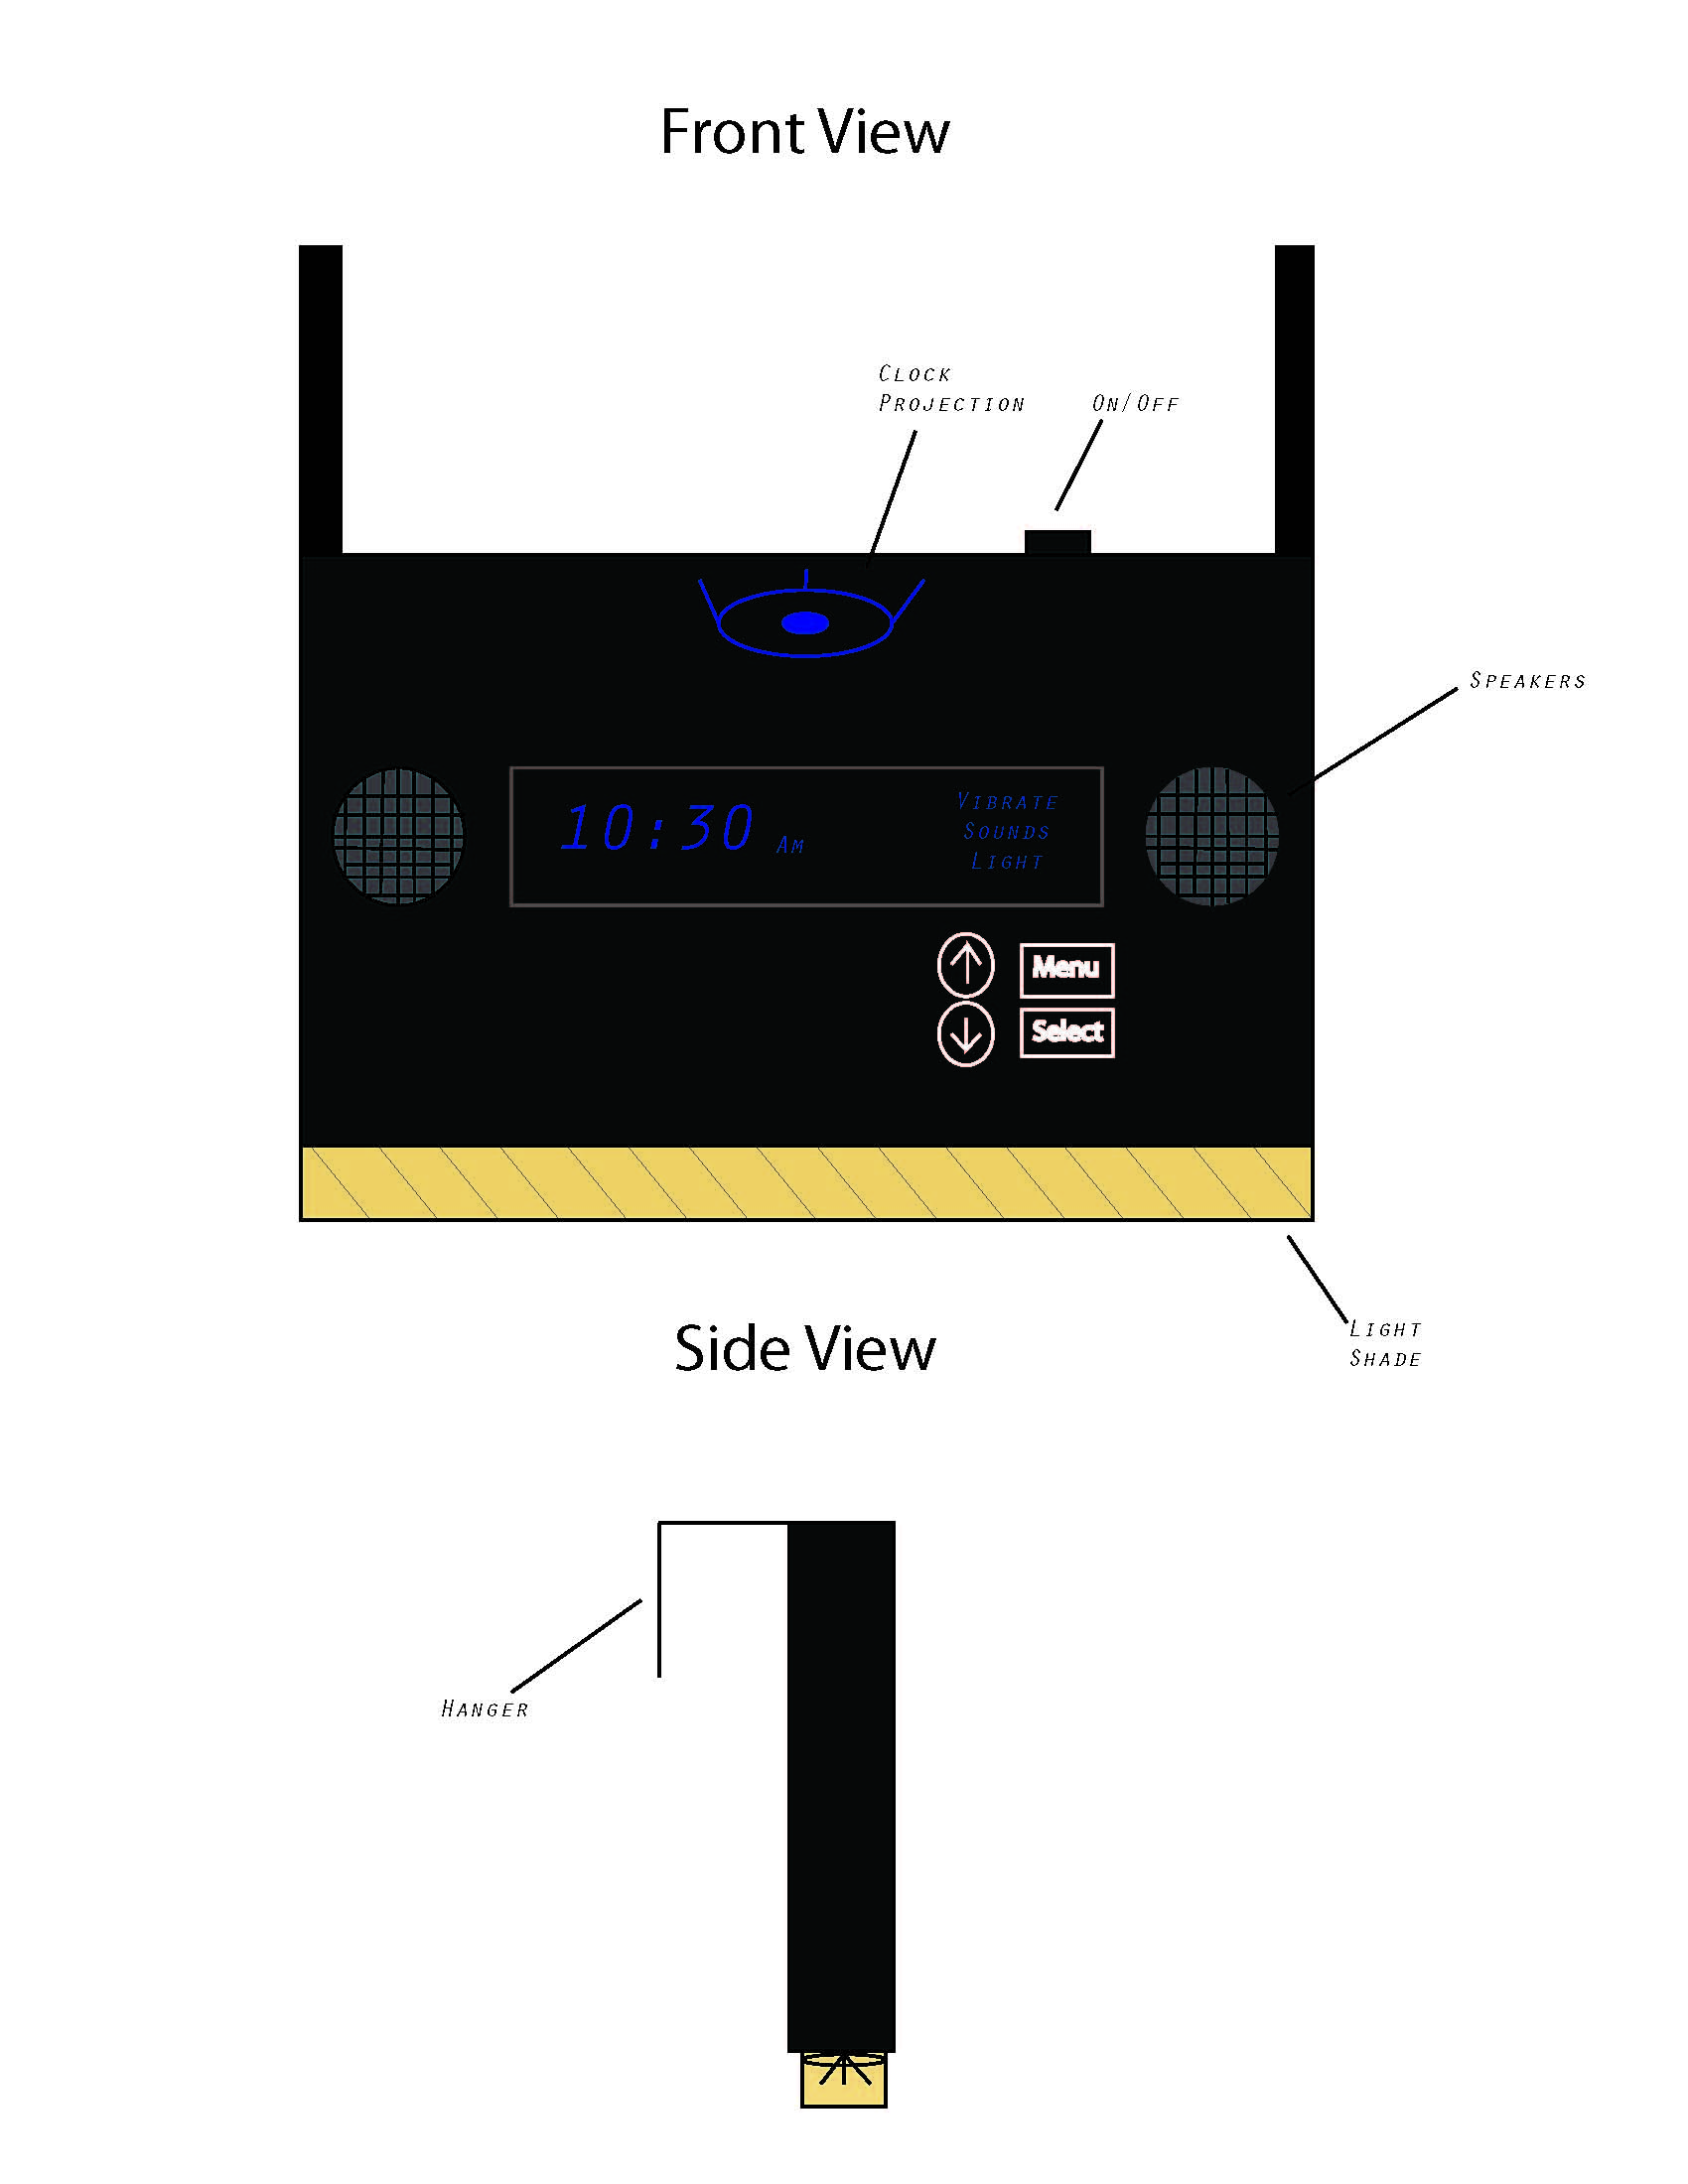 Front View
Clock
Projection
On/Off
Speakers
10:30 Am
Vibrate
Sounds
Light
Menu
Select
Light
Shade
Side View
Hanger